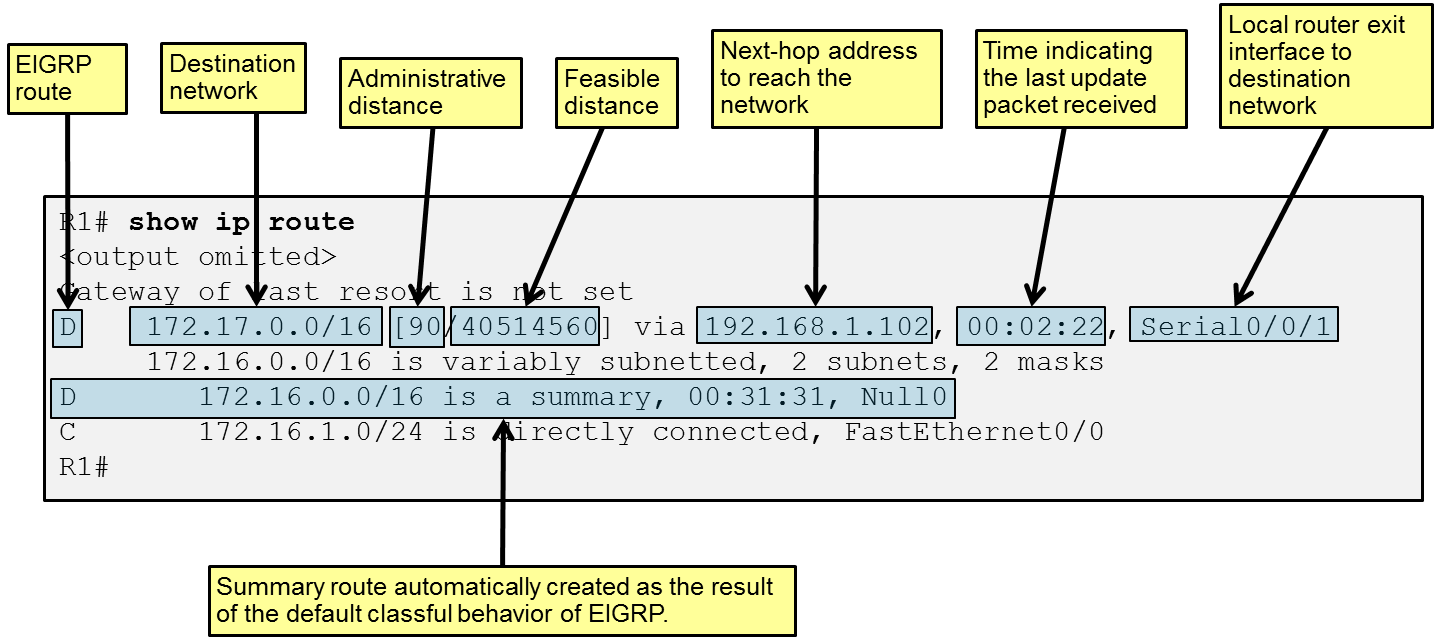 EIGRP
route
Destination
network
Administrative
distance
Feasible
distance
Next-hop address
to reach the
network
Time indicating
the last update
packet received
Local router exit
interface to
destination
network
R1# show ip route
<output omitted>
Gateway of last resort is not set
D 172.17.0.0/16 [90/40514560] via 192.168.1.102, 00:02:22, Serial0/0/1
172.16.0.0/16 is variably subnetted, 2 subnets, 2 masks
D 172.16.0.0/16 is a summary, 00:31:31, Null0
C 172.16.1.0/24 is directly connected, FastEthernet0/0
R1#
Summary route automatically created as the result
of the default classful behavior of EIGRP.